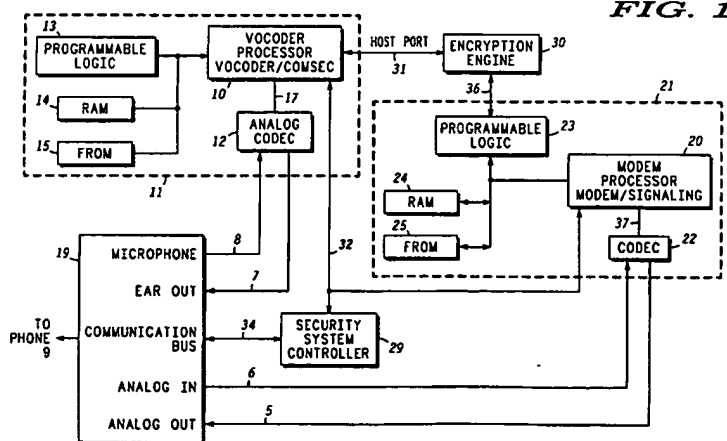 FIG. 1
13
PROGRAMMABLE
LOGIC
14
RAM
15
FROM
11
VOCODER
PROCESSOR
VOCODER/COMSEC
10
17
ANALOG
CODEC
12
HOST PORT
31
ENCRYPTION
ENGINE
30
36
21
PROGRAMMABLE
LOGIC
23
24
RAM
25
FROM
20
MODEM
PROCESSOR
MODEM/SIGNALING
37
CODEC
22
32
19
MICROPHONE
8
EAR OUT
7
TO
PHONE
9
COMMUNICATION
BUS
34
SECURITY
SYSTEM
CONTROLLER
29
ANALOG IN
6
ANALOG OUT
5